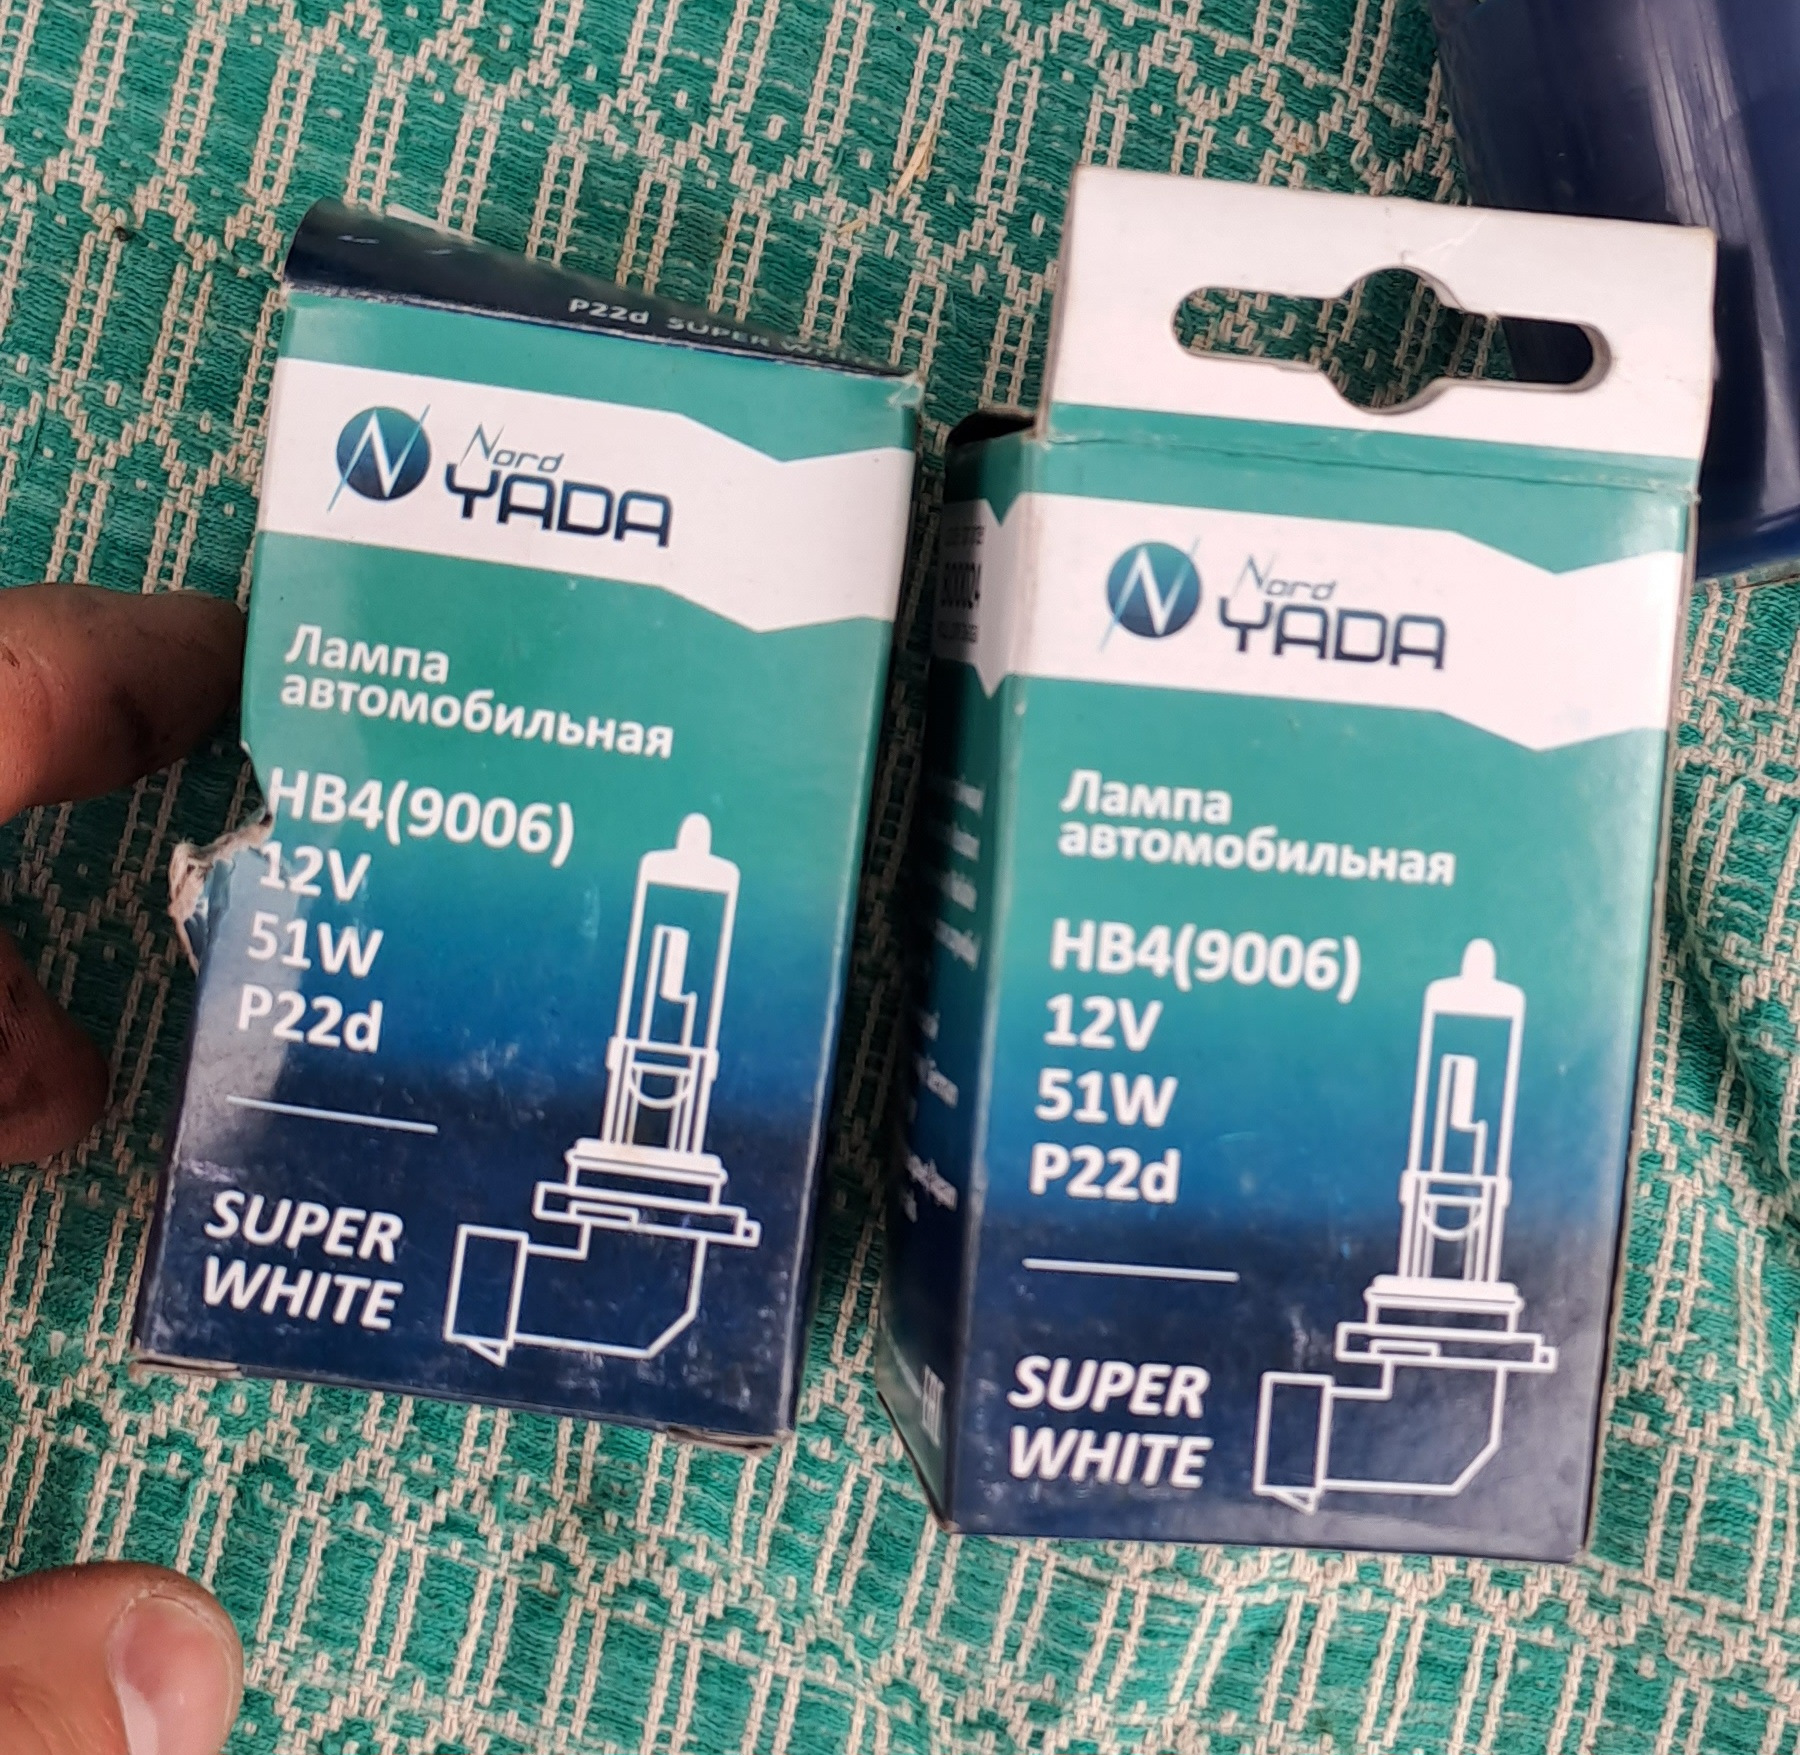 P22d SUPER WHITE
Nord
YADA
Лампа
автомобильная
HB4(9006)
12V
51W
P22d
SUPER
WHITE
Nord
YADA
Лампа
автомобильная
HB4(9006)
12V
51W
P22d
SUPER
WHITE